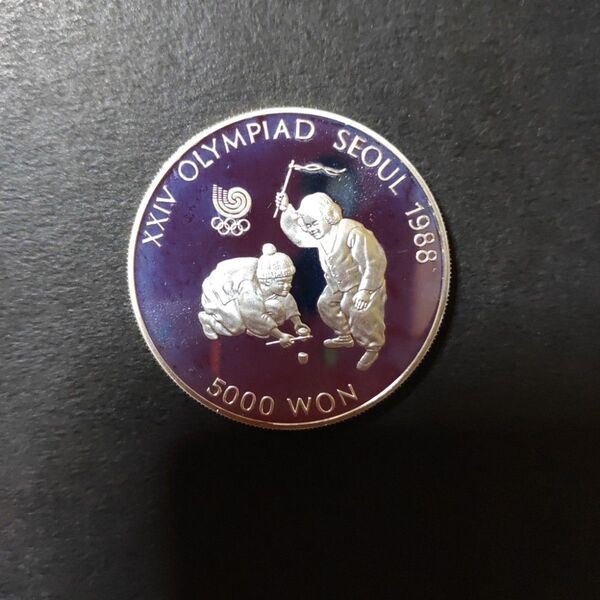 XXIV OLYMPIAD SEOUL 1988
5000 WON